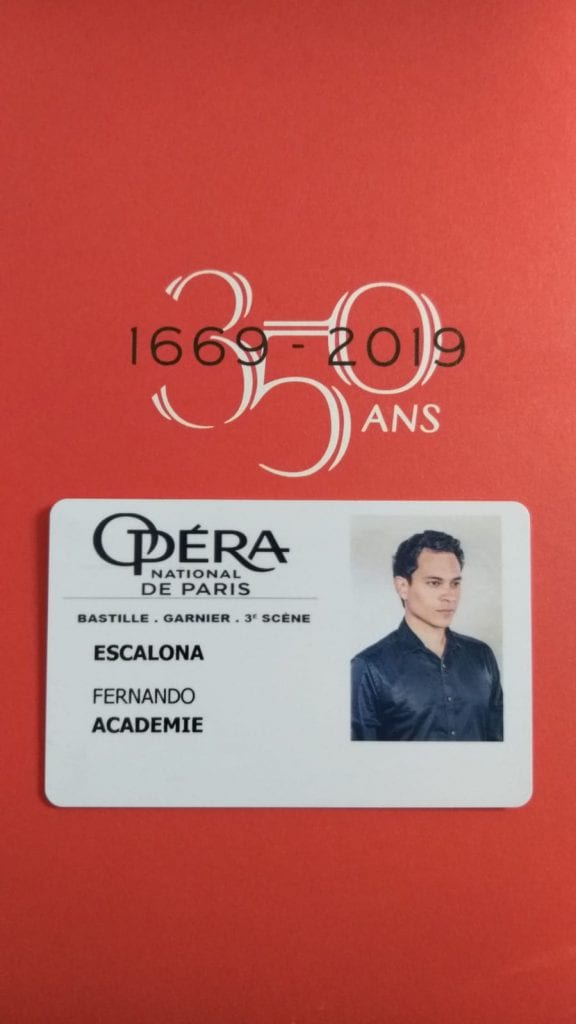 350
1669 - 2019
ANS
OPÉRA
NATIONAL
DE PARIS
BASTILLE . GARNIER . 3E SCÈNE
ESCALONA
FERNANDO
ACADEMIE